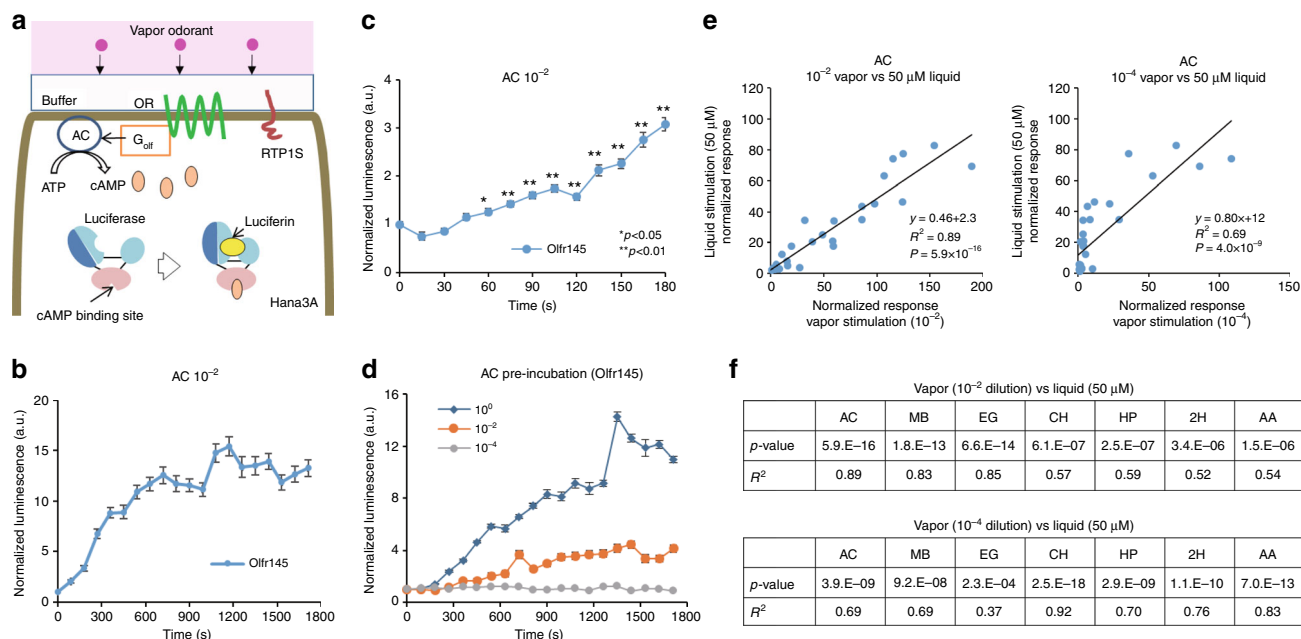 a
Vapor odorant
Buffer
OR
AC
Golf
RTP1S
ATP
cAMP
Luciferase
Luciferin
cAMP binding site
Hana3A
b
AC 10⁻²
Normalized luminescence (a.u.)
20
15
10
5
0
Olfr145
0 300 600 900 1200 1500 1800
Time (s)
c
AC 10⁻²
Normalized luminescence (a.u.)
4
3
2
1
0
* ** ** ** ** ** ** ** **
Olfr145
*p<0.05
**p<0.01
0 30 60 90 120 150 180
Time (s)
d
AC pre-incubation (Olfr145)
Normalized luminescence (a.u.)
16
12
8
4
0
10⁰
10⁻²
10⁻⁴
0 300 600 900 1200 1500 1800
Time (s)
e
AC
10⁻² vapor vs 50 μM liquid
Liquid stimulation (50 μM)
normalized response
120
100
80
60
40
20
0
y = 0.46+2.3
R² = 0.89
P = 5.9×10⁻¹⁶
0 50 100 150 200
Normalized response
vapor stimulation (10⁻²)
AC
10⁻⁴ vapor vs 50 μM liquid
Liquid stimulation (50 μM)
normalized response
120
100
80
60
40
20
0
y = 0.80×+12
R² = 0.69
P = 4.0×10⁻⁹
0 50 100 150
Normalized response
vapor stimulation (10⁻⁴)
f
Vapor (10⁻² dilution) vs liquid (50 μM)
AC MB EG CH HP 2H AA
p-value 5.9.E−16 1.8.E−13 6.6.E−14 6.1.E−07 2.5.E−07 3.4.E−06 1.5.E−06
R² 0.89 0.83 0.85 0.57 0.59 0.52 0.54
Vapor (10⁻⁴ dilution) vs liquid (50 μM)
AC MB EG CH HP 2H AA
p-value 3.9.E−09 9.2.E−08 2.3.E−04 2.5.E−18 2.9.E−09 1.1.E−10 7.0.E−13
R² 0.69 0.69 0.37 0.92 0.70 0.76 0.83